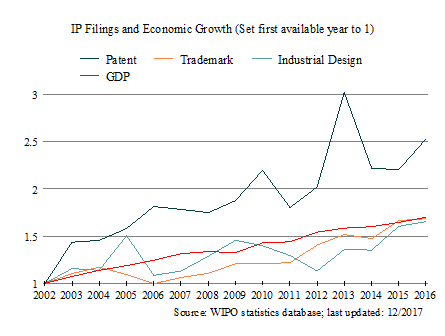 IP Filings and Economic Growth (Set first available year to 1)
Patent Trademark Industrial Design
GDP
3
2.5
2
1.5
1
2002 2003 2004 2005 2006 2007 2008 2009 2010 2011 2012 2013 2014 2015 2016
Source: WIPO statistics database; last updated: 12/2017